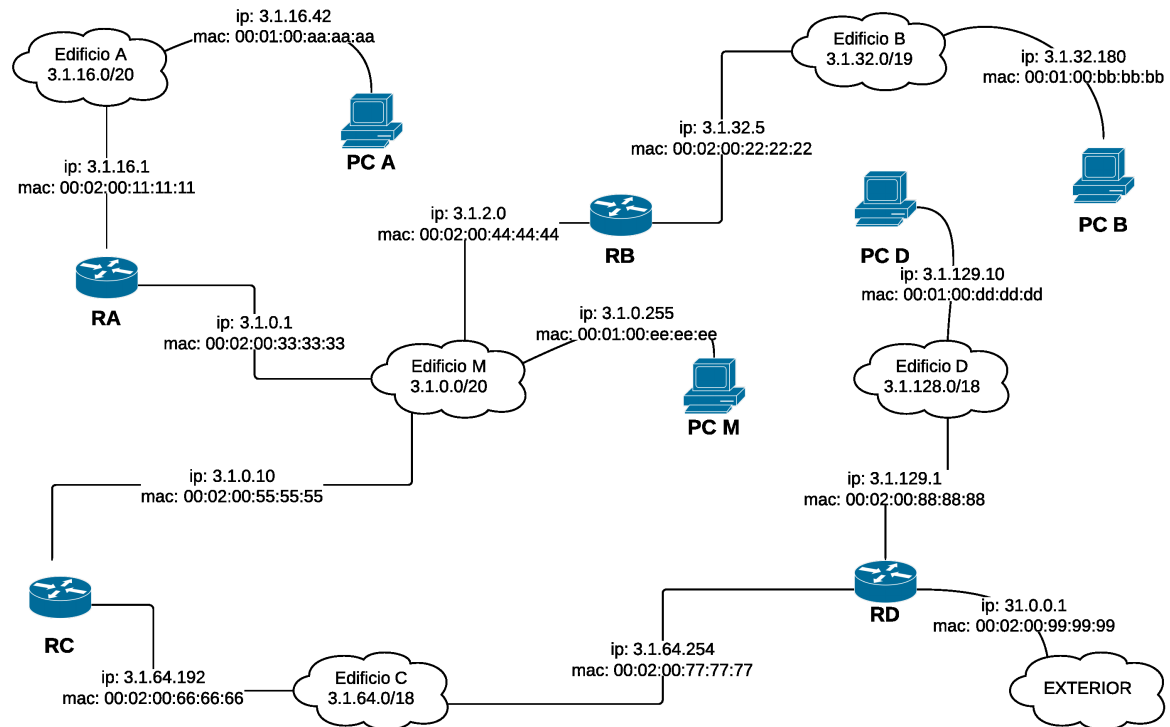 ip: 3.1.16.42
mac: 00:01:00:aa:aa:aa
Edificio A
3.1.16.0/20
PC A
ip: 3.1.16.1
mac: 00:02:00:11:11:11
RA
ip: 3.1.0.1
mac: 00:02:00:33:33:33
Edificio B
3.1.32.0/19
ip: 3.1.32.180
mac: 00:01:00:bb:bb:bb
PC B
ip: 3.1.32.5
mac: 00:02:00:22:22:22
RB
ip: 3.1.2.0
mac: 00:02:00:44:44:44
PC D
ip: 3.1.129.10
mac: 00:01:00:dd:dd:dd
Edificio M
3.1.0.0/20
ip: 3.1.0.255
mac: 00:01:00:ee:ee:ee
PC M
Edificio D
3.1.128.0/18
ip: 3.1.0.10
mac: 00:02:00:55:55:55
ip: 3.1.129.1
mac: 00:02:00:88:88:88
RC
RD
ip: 31.0.0.1
mac: 00:02:00:99:99:99
ip: 3.1.64.192
mac: 00:02:00:66:66:66
Edificio C
3.1.64.0/18
ip: 3.1.64.254
mac: 00:02:00:77:77:77
EXTERIOR